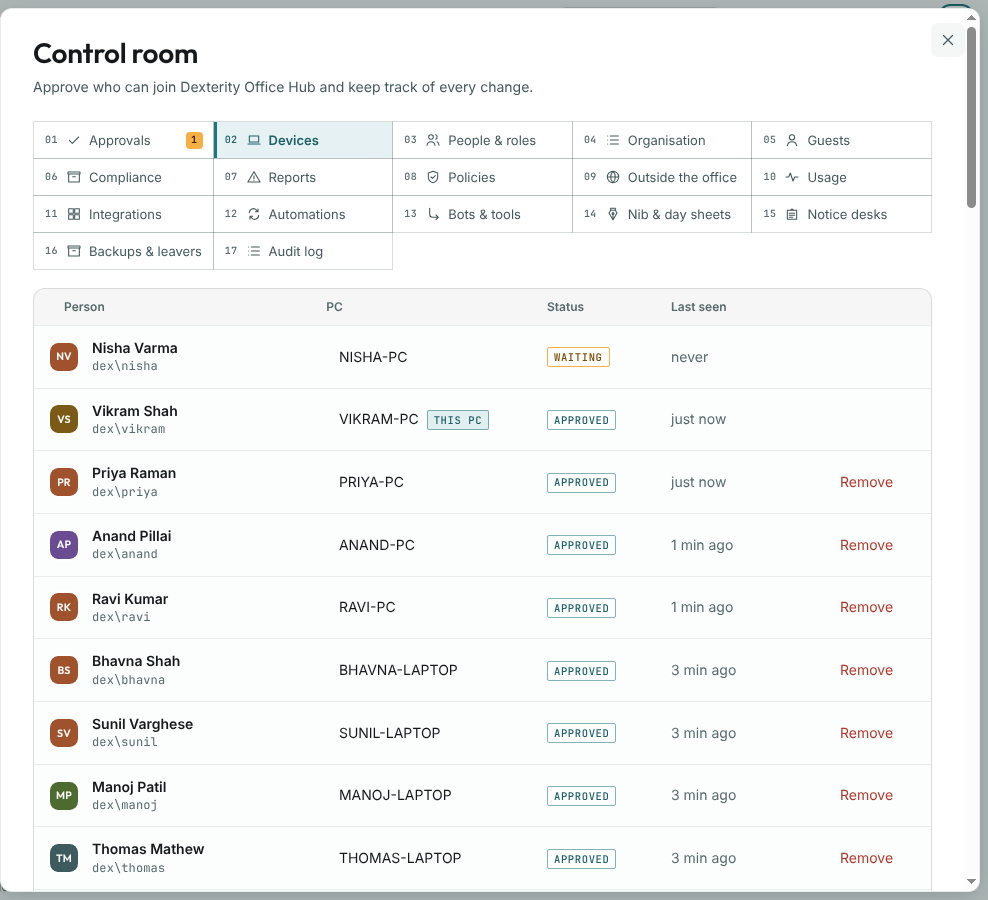 Control room
Approve who can join Dexterity Office Hub and keep track of every change.
01 Approvals 1 02 Devices 03 People & roles 04 Organisation 05 Guests
06 Compliance 07 Reports 08 Policies 09 Outside the office 10 Usage
11 Integrations 12 Automations 13 Bots & tools 14 Nib & day sheets 15 Notice desks
16 Backups & leavers 17 Audit log
Person PC Status Last seen
NV Nisha Varma NISHA-PC WAITING never
dex\nisha
VS Vikram Shah VIKRAM-PC THIS PC APPROVED just now
dex\vikram
PR Priya Raman PRIYA-PC APPROVED just now Remove
dex\priya
AP Anand Pillai ANAND-PC APPROVED 1 min ago Remove
dex\anand
RK Ravi Kumar RAVI-PC APPROVED 1 min ago Remove
dex\ravi
BS Bhavna Shah BHAVNA-LAPTOP APPROVED 3 min ago Remove
dex\bhavna
SV Sunil Varghese SUNIL-LAPTOP APPROVED 3 min ago Remove
dex\sunil
MP Manoj Patil MANOJ-LAPTOP APPROVED 3 min ago Remove
dex\manoj
TM Thomas Mathew THOMAS-LAPTOP APPROVED 3 min ago Remove
dex\thomas